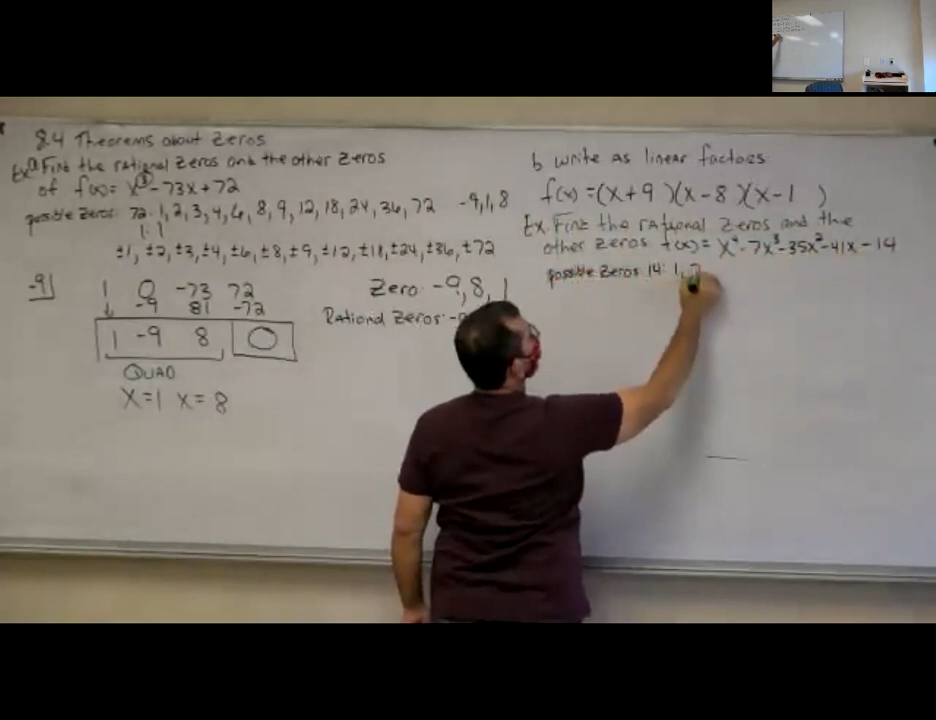 8.4 Theorems about Zeros
Ex. a Find the rational zeros and the other zeros
of f(x) = x³ - 73x + 72
possible zeros: 72: 1, 2, 3, 4, 6, 8, 9, 12, 18, 24, 36, 72 -9, 1, 8
1: 1
±1, ±2, ±3, ±4, ±6, ±8, ±9, ±12, ±18, ±24, ±36, ±72
-9| 1 0 -73 72
↓ -9 81 -72
1 -9 8 0
QUAD
x=1 x=8
Zero: -9, 8, 1
Rational Zeros:
b write as linear factors
f(x) = (x+9)(x-8)(x-1)
Ex. Find the rational zeros and the
other zeros f(x) = x⁴ - 7x³ - 35x² - 41x - 14
possible zeros 14: 1,